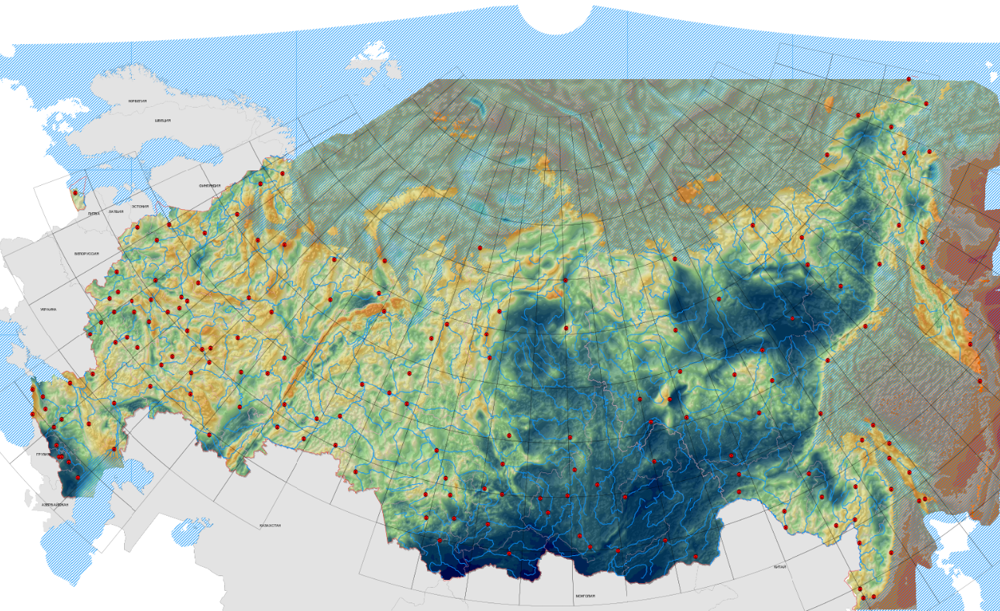 НОРВЕГИЯ
ШВЕЦИЯ
ФИНЛЯНДИЯ
ЭСТОНИЯ
ЛАТВИЯ
ЛИТВА
БЕЛОРУССИЯ
УКРАИНА
ГРУЗИЯ
АЗЕРБАЙДЖАН
КАЗАХСТАН
КИТАЙ
МОНГОЛИЯ